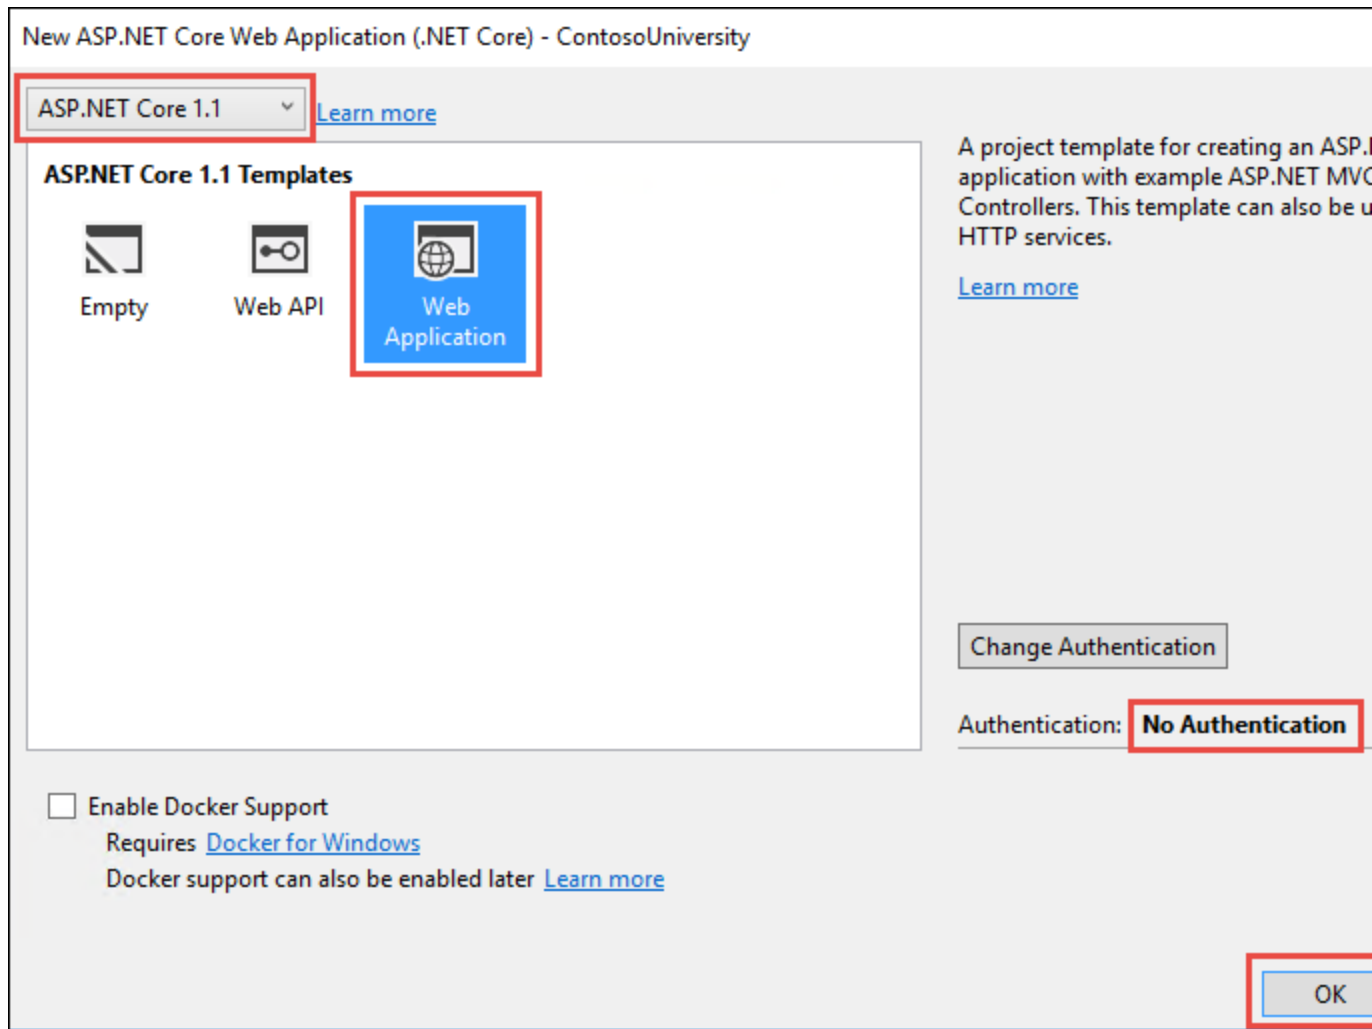 New ASP.NET Core Web Application (.NET Core) - ContosoUniversity
ASP.NET Core 1.1
Learn more
ASP.NET Core 1.1 Templates
Empty
Web API
Web
Application
A project template for creating an ASP.
application with example ASP.NET MVC
Controllers. This template can also be
HTTP services.
Learn more
Change Authentication
Authentication: No Authentication
Enable Docker Support
Requires Docker for Windows
Docker support can also be enabled later Learn more
OK